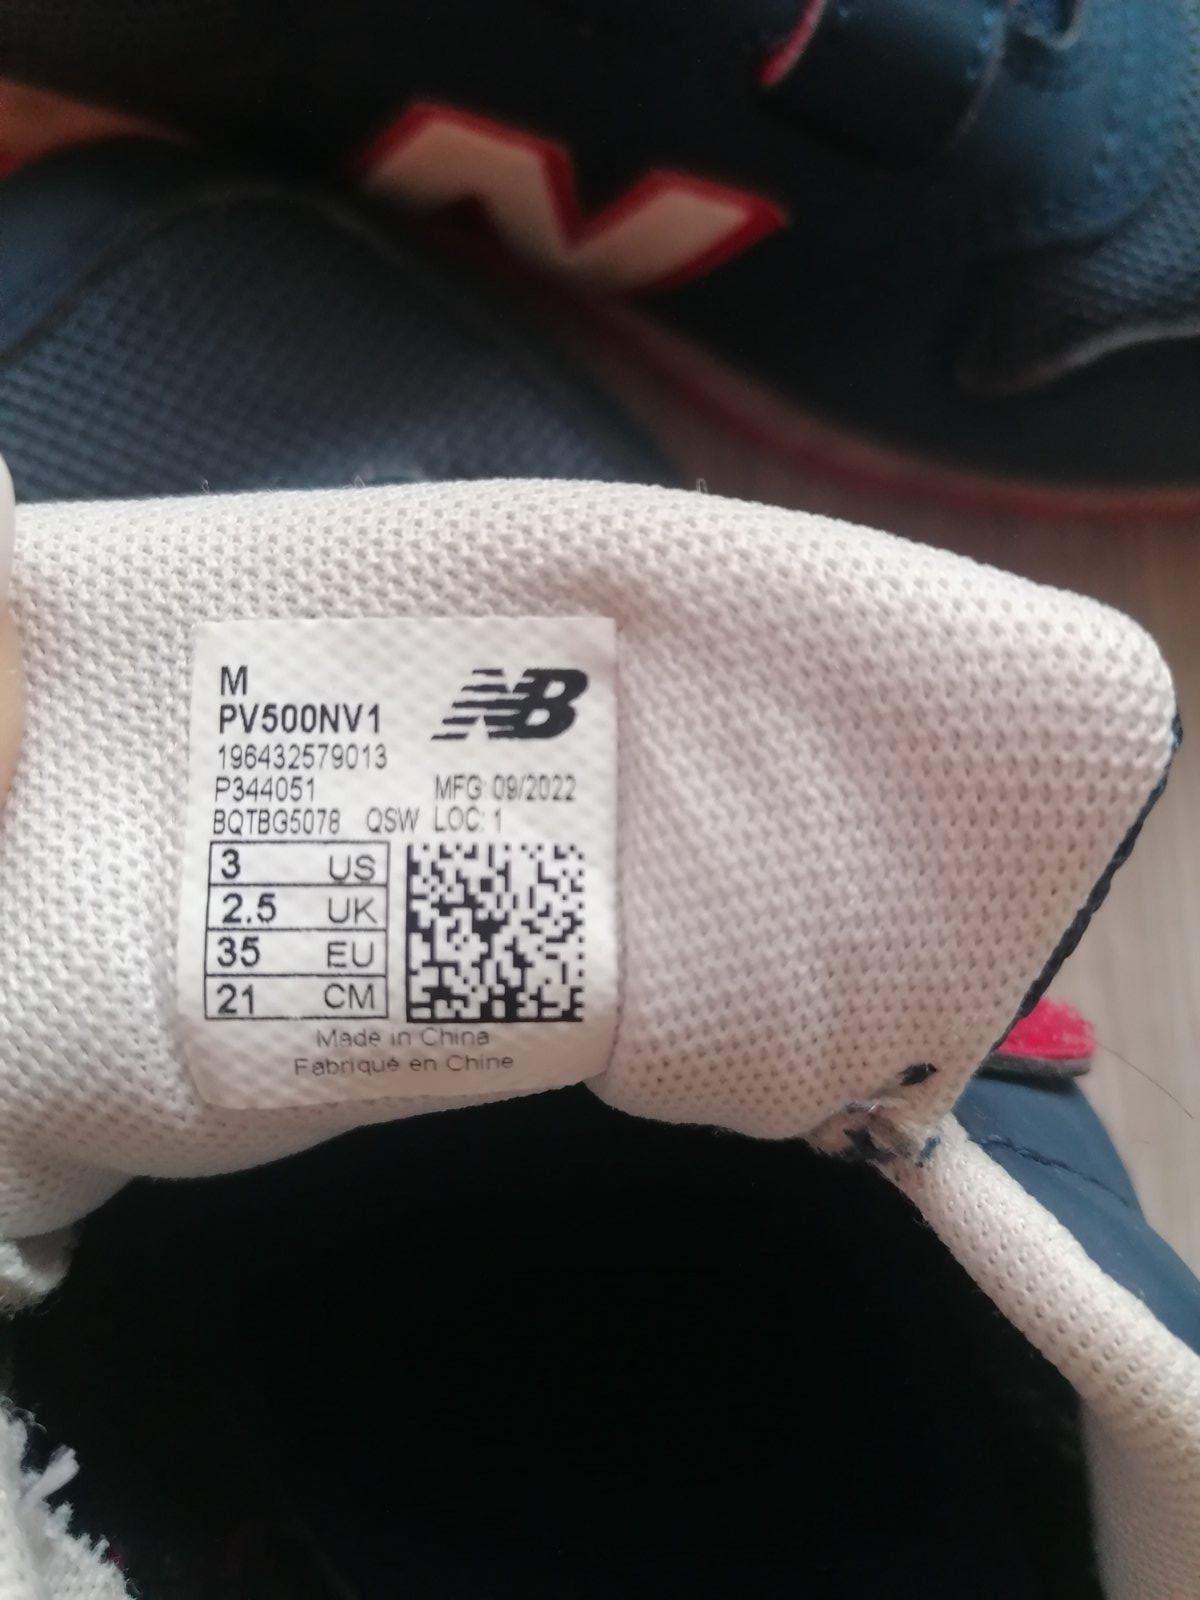 M
PV500NV1
196432579013
P344051 MFG: 09/2022
BQTBG5078 QSW LOC: 1
NB
3 US
2.5 UK
35 EU
21 CM
Made in China
Fabriqué en Chine
N